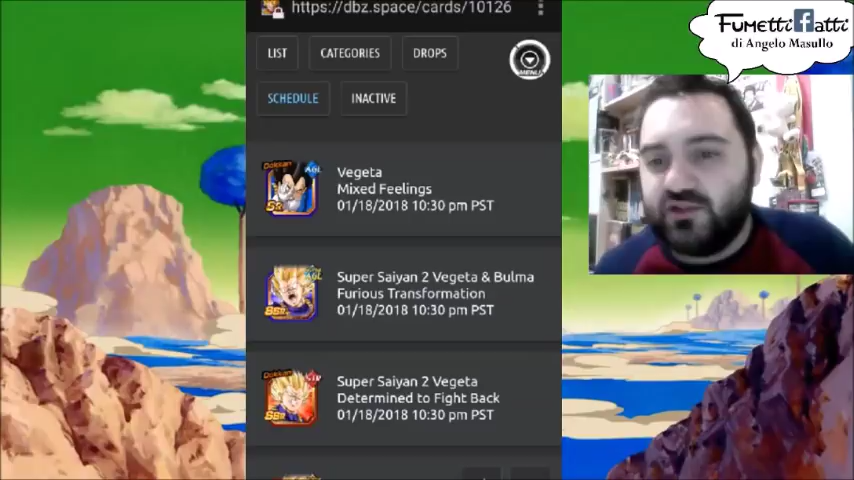 https://dbz.space/cards/10126
FUMETTI FATTI
di Angelo Masullo
LIST
CATEGORIES
DROPS
MENU
SCHEDULE
INACTIVE
Vegeta
Mixed Feelings
01/18/2018 10:30 pm PST
Super Saiyan 2 Vegeta & Bulma
Furious Transformation
01/18/2018 10:30 pm PST
Super Saiyan 2 Vegeta
Determined to Fight Back
01/18/2018 10:30 pm PST